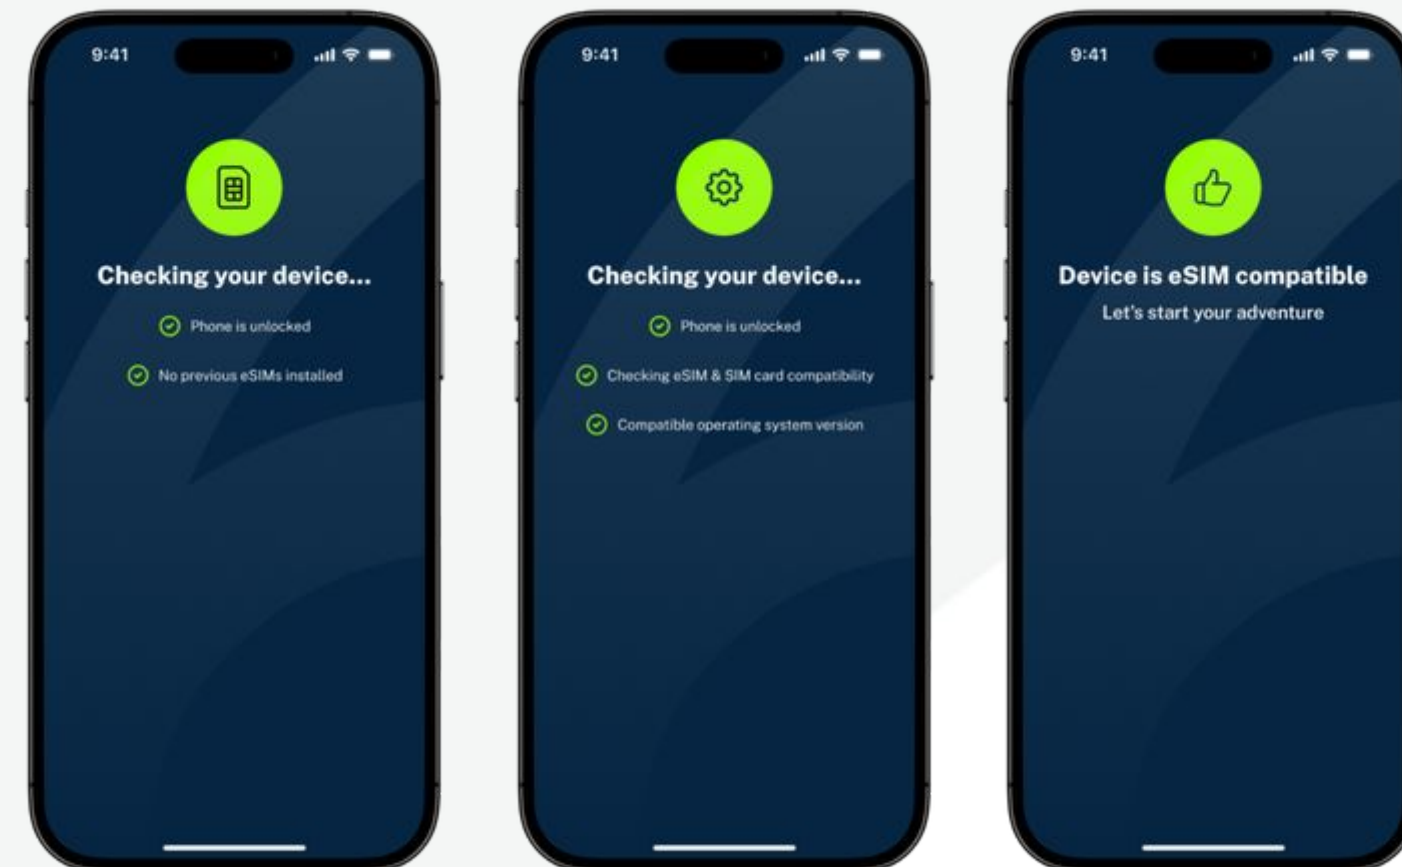 9:41
Checking your device...
Phone is unlocked
No previous eSIMs installed
9:41
Checking your device...
Phone is unlocked
Checking eSIM & SIM card compatibility
Compatible operating system version
9:41
Device is eSIM compatible
Let's start your adventure